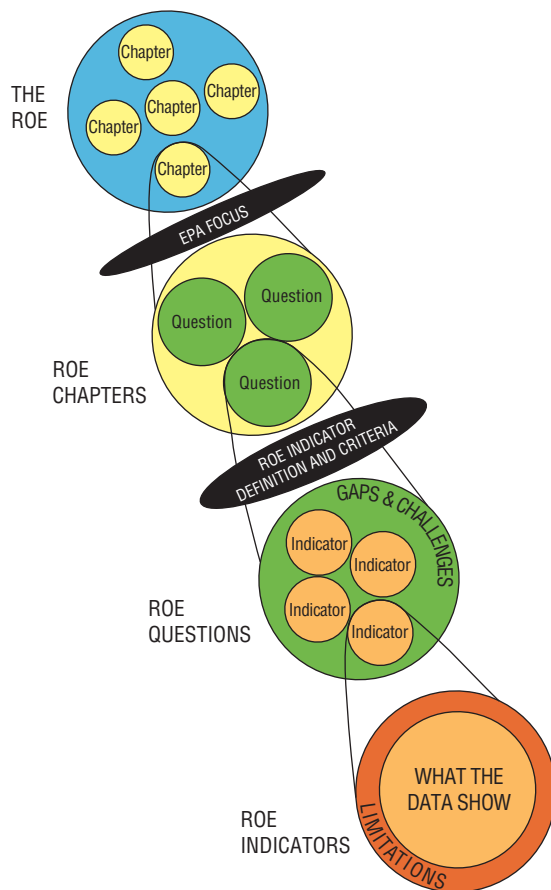 THE
ROE
Chapter
Chapter
Chapter
Chapter
Chapter
EPA FOCUS
ROE
CHAPTERS
Question
Question
Question
ROE INDICATOR
DEFINITION AND CRITERIA
ROE
QUESTIONS
GAPS & CHALLENGES
Indicator
Indicator
Indicator
Indicator
ROE
INDICATORS
WHAT THE
DATA SHOW
LIMITATIONS